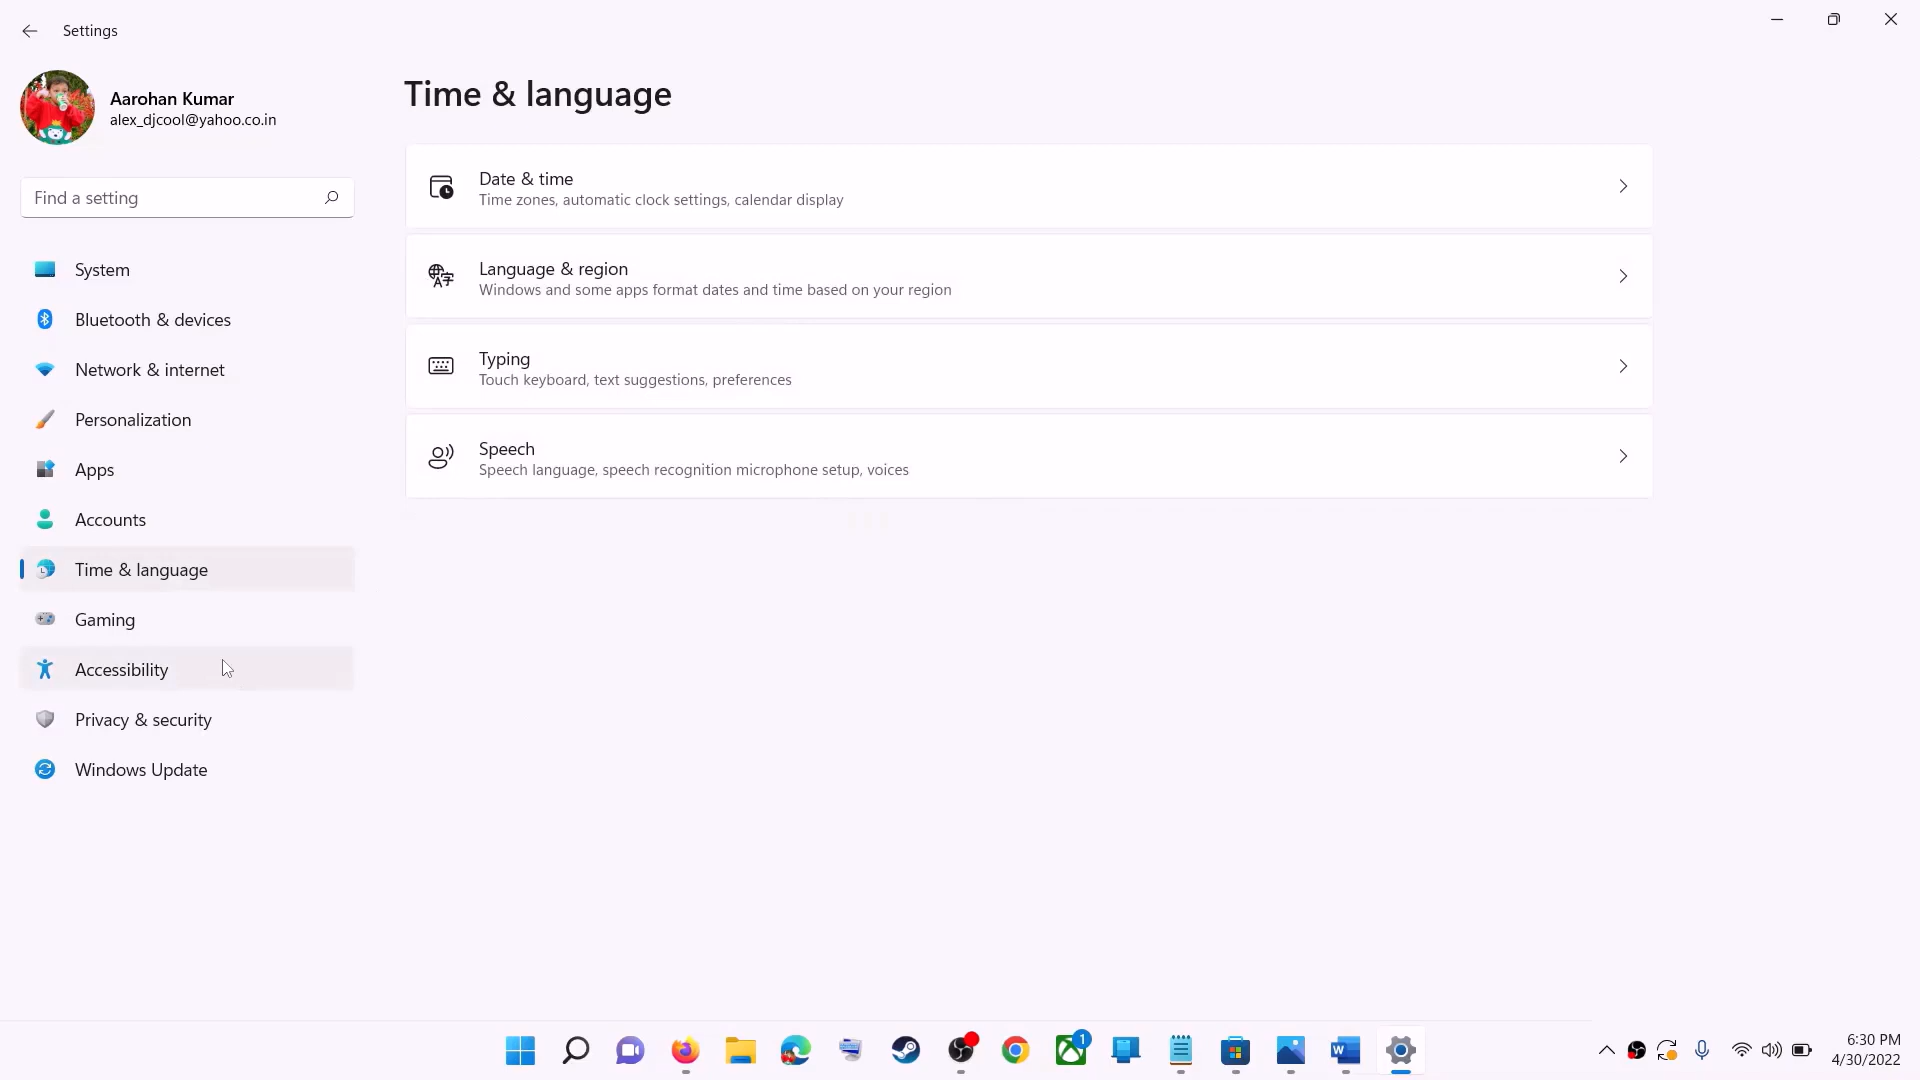 Settings
Aarohan Kumar
alex_djcool@yahoo.co.in
Find a setting
System
Bluetooth & devices
Network & internet
Personalization
Apps
Accounts
Time & language
Gaming
Accessibility
Privacy & security
Windows Update
Time & language
Date & time
Time zones, automatic clock settings, calendar display
Language & region
Windows and some apps format dates and time based on your region
Typing
Touch keyboard, text suggestions, preferences
Speech
Speech language, speech recognition microphone setup, voices
1
6:30 PM
4/30/2022